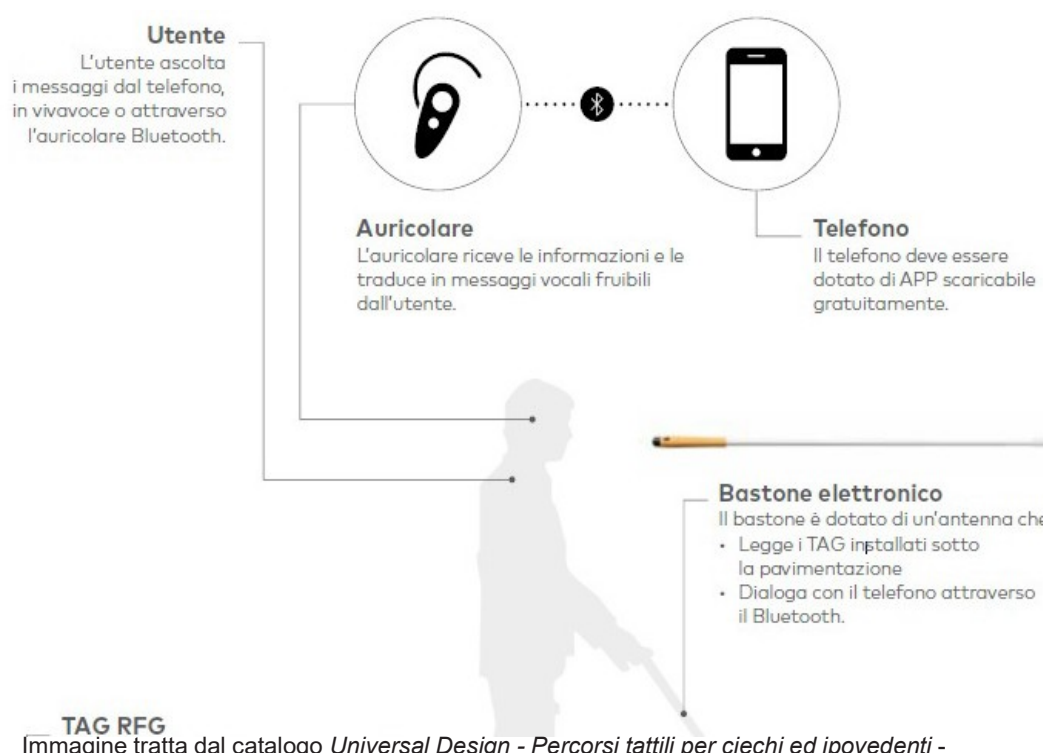 Utente
L'utente ascolta
i messaggi dal telefono,
in vivavoce o attraverso
l'auricolare Bluetooth.
Auricolare
L'auricolare riceve le informazioni e le
traduce in messaggi vocali fruibili
dall'utente.
Telefono
Il telefono deve essere
dotato di APP scaricabile
gratuitamente.
Bastone elettronico
Il bastone è dotato di un'antenna che
• Legge i TAG installati sotto
la pavimentazione
• Dialoga con il telefono attraverso
il Bluetooth.
TAG RFG
Immagine tratta dal catalogo Universal Design - Percorsi tattili per ciechi ed ipovedenti -